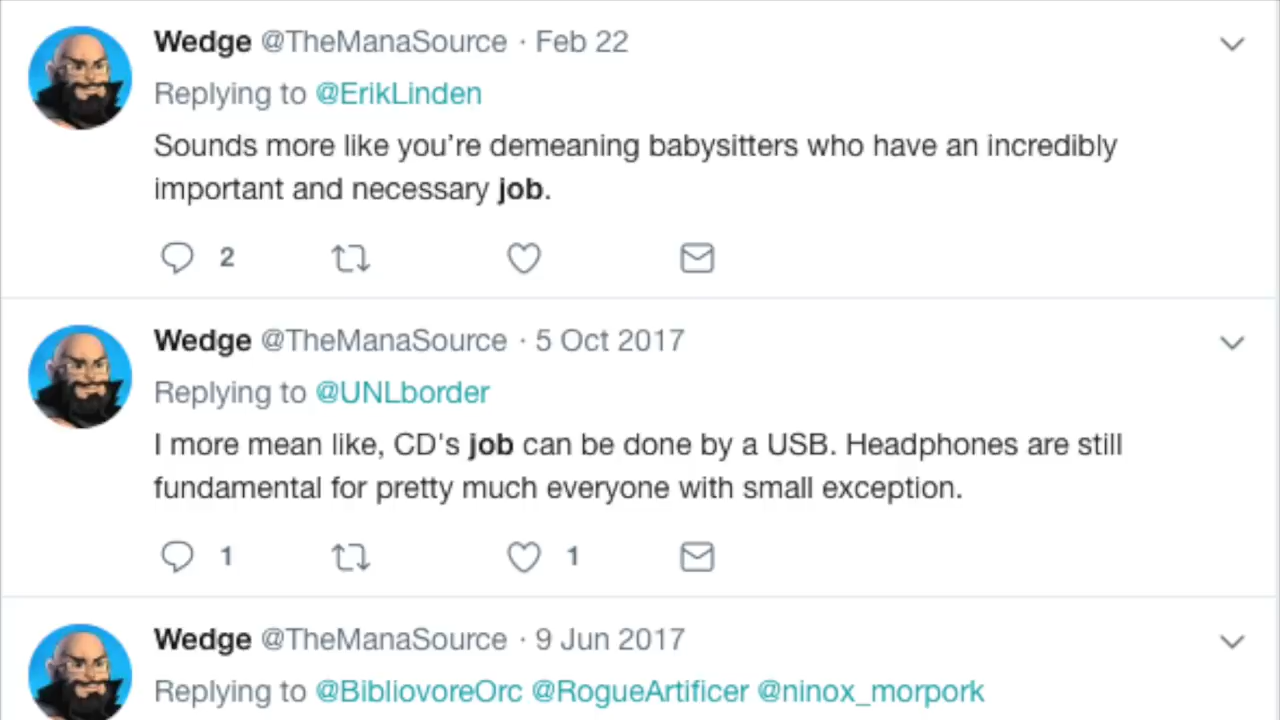 Wedge @TheManaSource · Feb 22
Replying to @ErikLinden
Sounds more like you’re demeaning babysitters who have an incredibly
important and necessary job.
2
Wedge @TheManaSource · 5 Oct 2017
Replying to @UNLborder
I more mean like, CD's job can be done by a USB. Headphones are still
fundamental for pretty much everyone with small exception.
1 1
Wedge @TheManaSource · 9 Jun 2017
Replying to @BibliovoreOrc @RogueArtificer @ninox_morpork